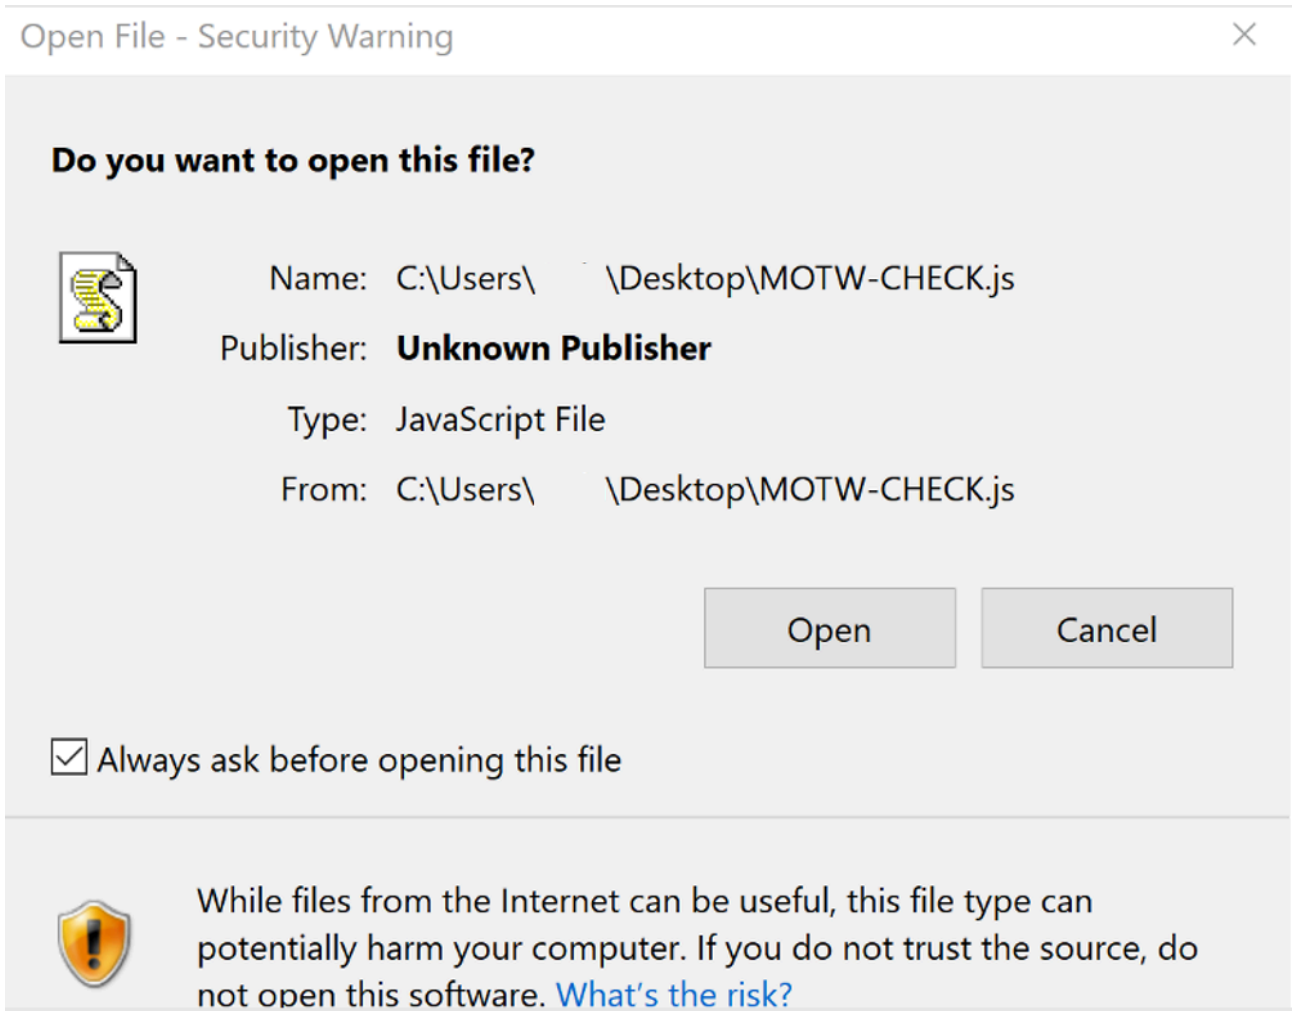 Open File - Security Warning
Do you want to open this file?
Name: C:\Users\ \Desktop\MOTW-CHECK.js
Publisher: Unknown Publisher
Type: JavaScript File
From: C:\Users\ \Desktop\MOTW-CHECK.js
Open Cancel
Always ask before opening this file
While files from the Internet can be useful, this file type can
potentially harm your computer. If you do not trust the source, do
not open this software. What's the risk?